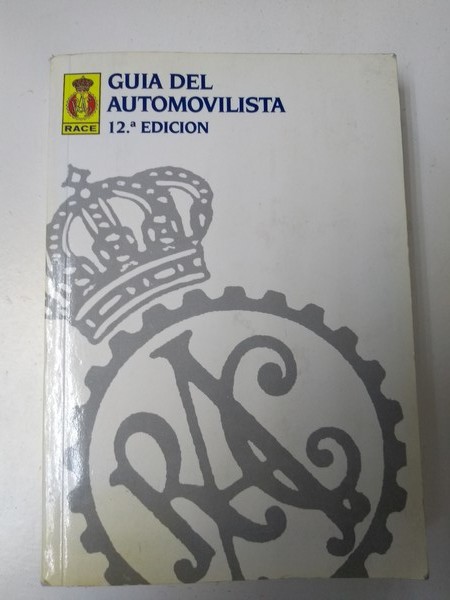 GUIA DEL
AUTOMOVILISTA
12.ª EDICION
RACE